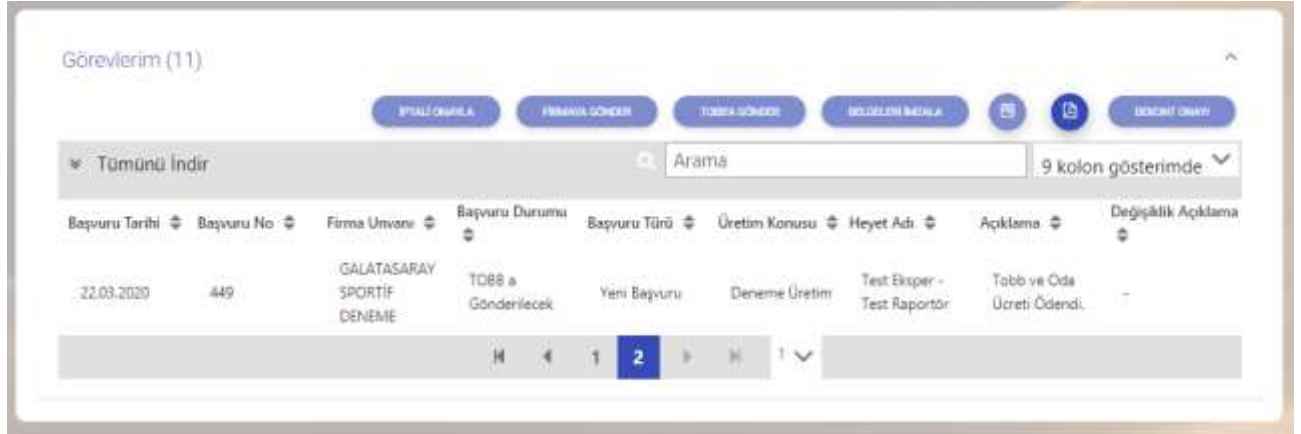 Görevlerim (11)
İPTALİ ONAYLA FİRMAYA GÖNDER TOBB'A GÖNDER BELGELERİ İMZALA DEKONT ONAYI
Tümünü İndir Arama 9 kolon gösterimde
Başvuru Tarihi Başvuru No Firma Unvanı Başvuru Durumu Başvuru Türü Üretim Konusu Heyet Adı Açıklama Değişiklik Açıklama
22.03.2020 449 GALATASARAY SPORTİF DENEME TOBB a Gönderilecek Yeni Başvuru Deneme Üretim Test Eksper - Test Raportör Tobb ve Oda Ücreti Ödendi. -
1 2 1